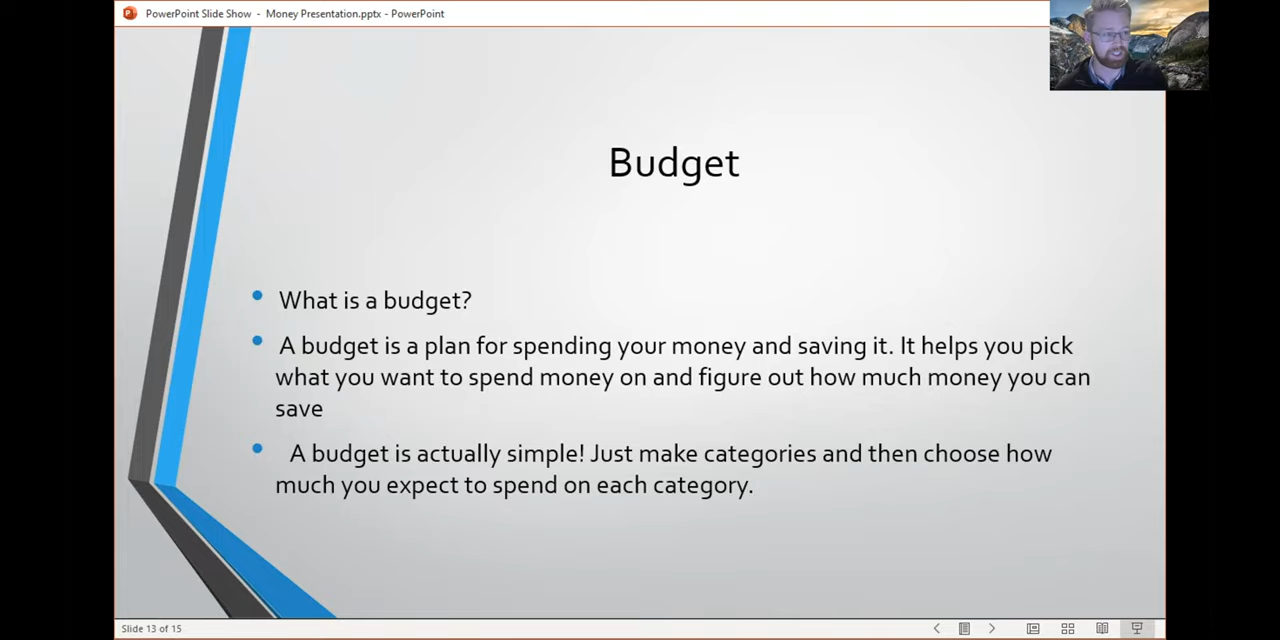 PowerPoint Slide Show - Money Presentation.pptx - PowerPoint
Budget
What is a budget?
A budget is a plan for spending your money and saving it. It helps you pick
what you want to spend money on and figure out how much money you can
save
A budget is actually simple! Just make categories and then choose how
much you expect to spend on each category.
Slide 13 of 15